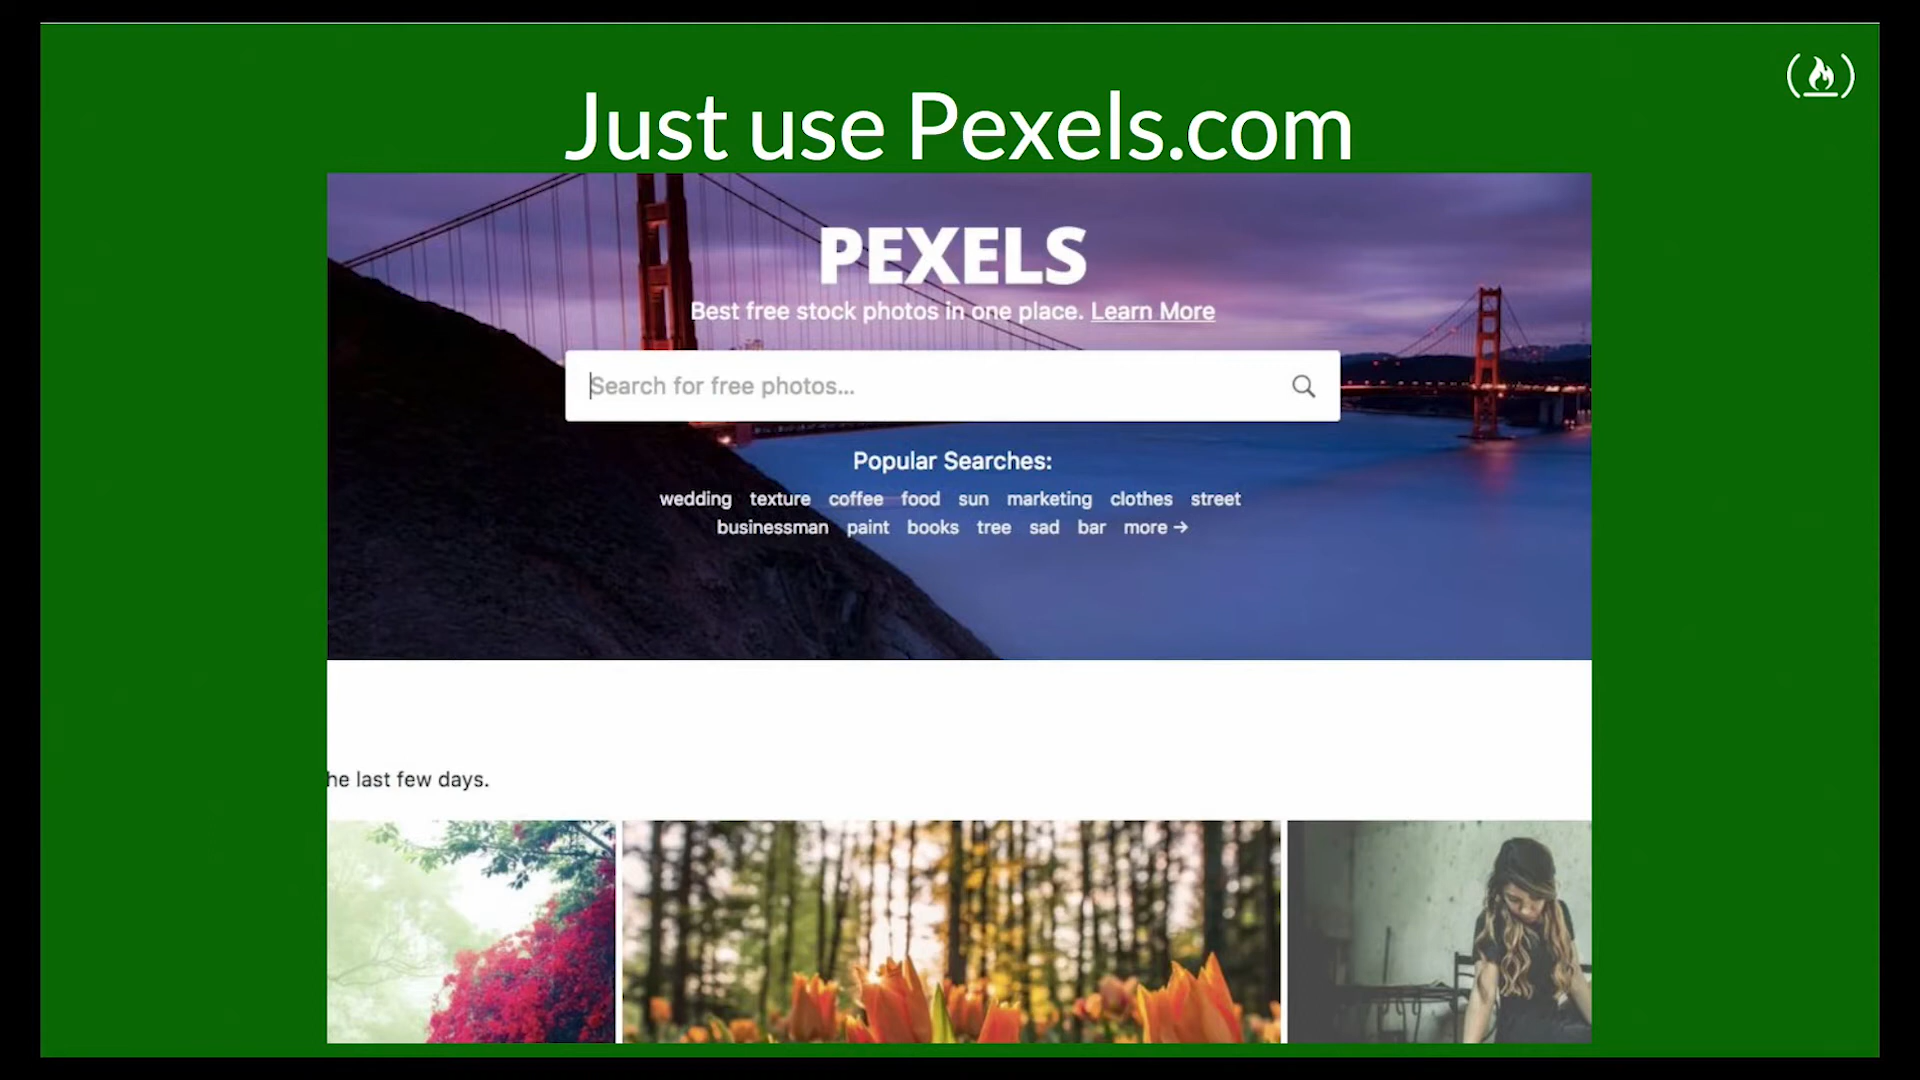 Just use Pexels.com
PEXELS
Best free stock photos in one place. Learn More
Search for free photos...
Popular Searches:
wedding texture coffee food sun marketing clothes street
businessman paint books tree sad bar more →
he last few days.